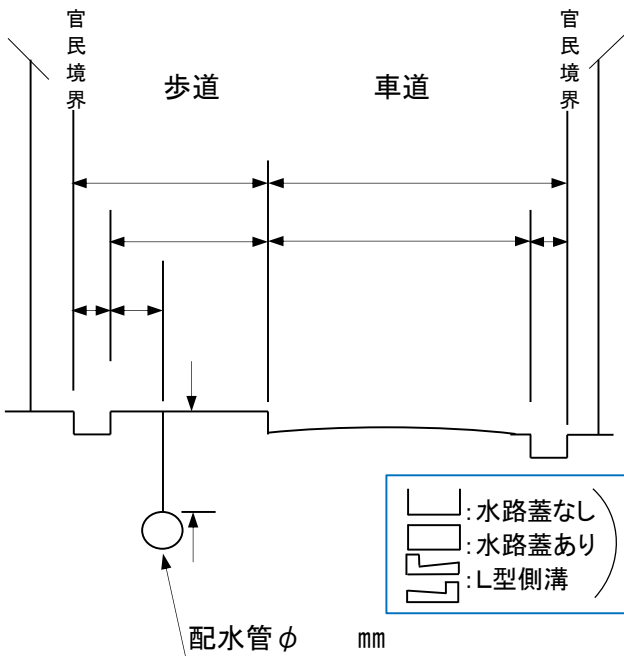 官民境界
官民境界
歩道
車道
:水路蓋なし
:水路蓋あり
:L型側溝
配水管φ　　mm